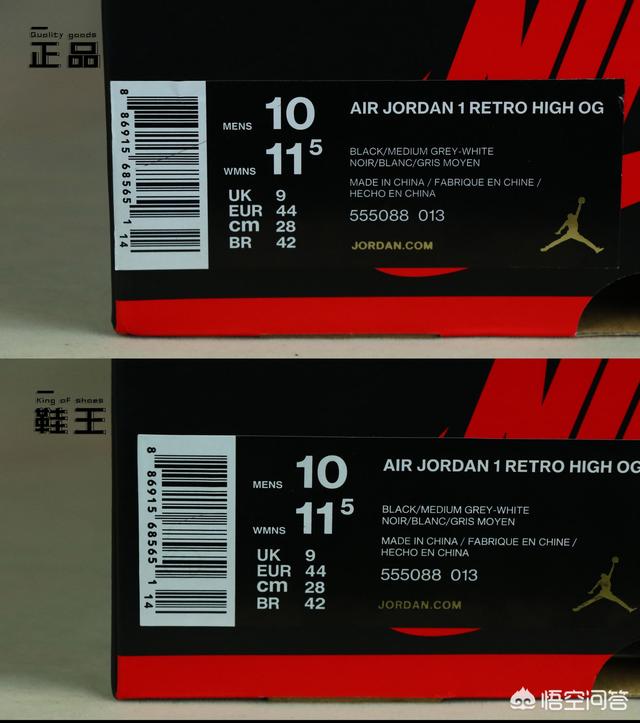 Quality goods
正品
NIK
8 86915 68565 1 14
MENS 10
WMNS 11 5
UK 9
EUR 44
cm 28
BR 42
AIR JORDAN 1 RETRO HIGH OG
BLACK/MEDIUM GREY-WHITE
NOIR/BLANC/GRIS MOYEN
MADE IN CHINA / FABRIQUE EN CHINE /
HECHO EN CHINA
555088 013
JORDAN.COM
King of shoes
鞋王
NIK
8 86915 68565 1 14
MENS 10
WMNS 11 5
UK 9
EUR 44
cm 28
BR 42
AIR JORDAN 1 RETRO HIGH OG
BLACK/MEDIUM GREY-WHITE
NOIR/BLANC/GRIS MOYEN
MADE IN CHINA / FABRIQUE EN CHINE /
HECHO EN CHINA
555088 013
JORDAN.COM
悟空问答